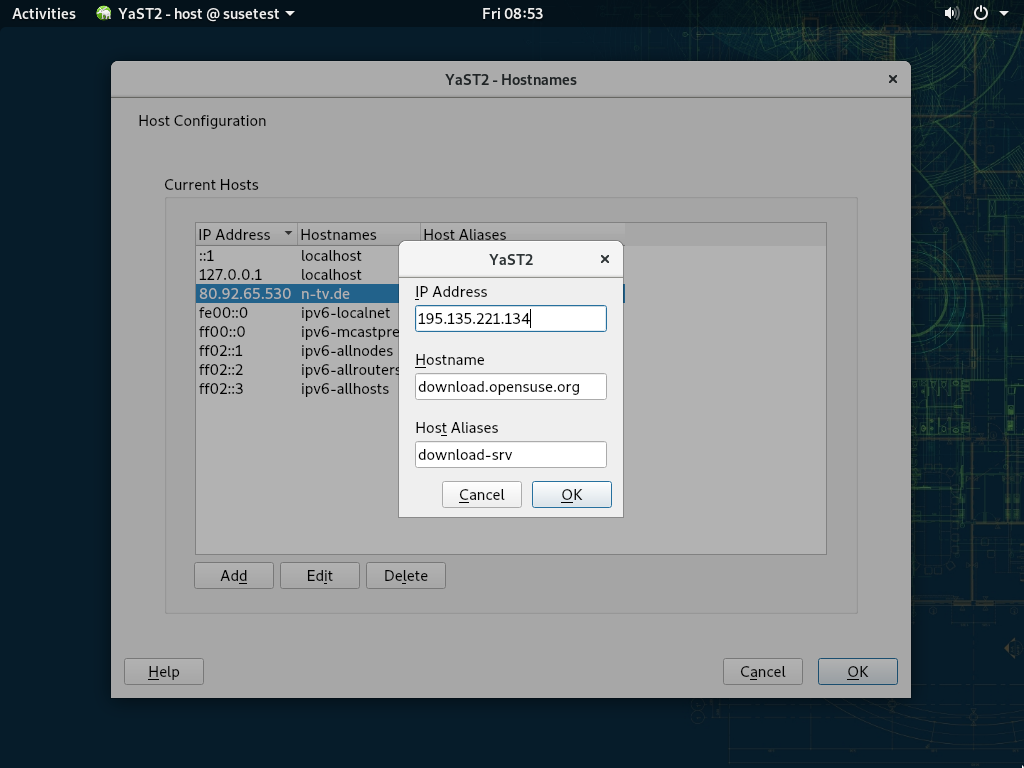 Activities YaST2 - host @ susetest Fri 08:53
YaST2 - Hostnames
Host Configuration
Current Hosts
IP Address Hostnames Host Aliases
::1 localhost
127.0.0.1 localhost
80.92.65.530 n-tv.de
fe00::0 ipv6-localnet
ff00::0 ipv6-mcastpre
ff02::1 ipv6-allnodes
ff02::2 ipv6-allrouters
ff02::3 ipv6-allhosts
YaST2
IP Address
195.135.221.134
Hostname
download.opensuse.org
Host Aliases
download-srv
Cancel OK
Add Edit Delete
Help Cancel OK